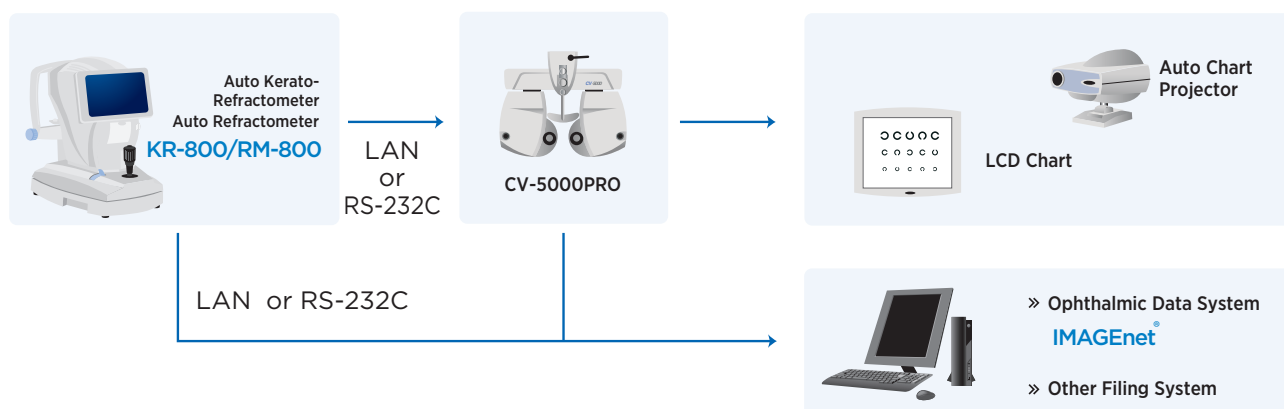 Auto Kerato-
Refractometer
Auto Refractometer
KR-800/RM-800
LAN
or
RS-232C
CV-5000PRO
LCD Chart
Auto Chart
Projector
LAN or RS-232C
» Ophthalmic Data System
IMAGEnet®
» Other Filing System